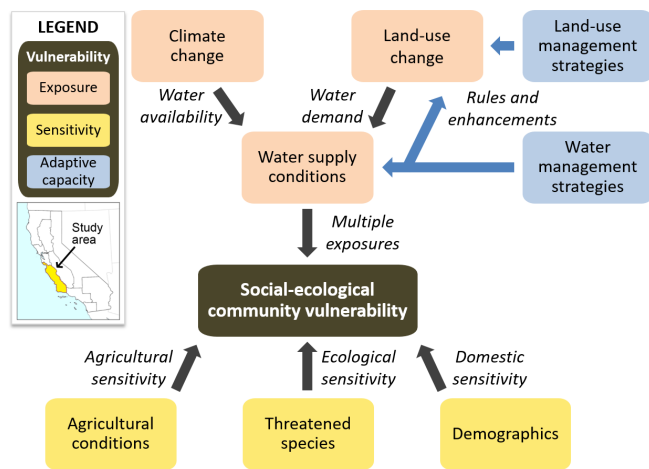 LEGEND
Vulnerability
Exposure
Sensitivity
Adaptive
capacity
Study
area
Climate
change
Land-use
change
Land-use
management
strategies
Water
availability
Water
demand
Rules and
enhancements
Water supply
conditions
Water
management
strategies
Multiple
exposures
Social-ecological
community vulnerability
Agricultural
sensitivity
Ecological
sensitivity
Domestic
sensitivity
Agricultural
conditions
Threatened
species
Demographics